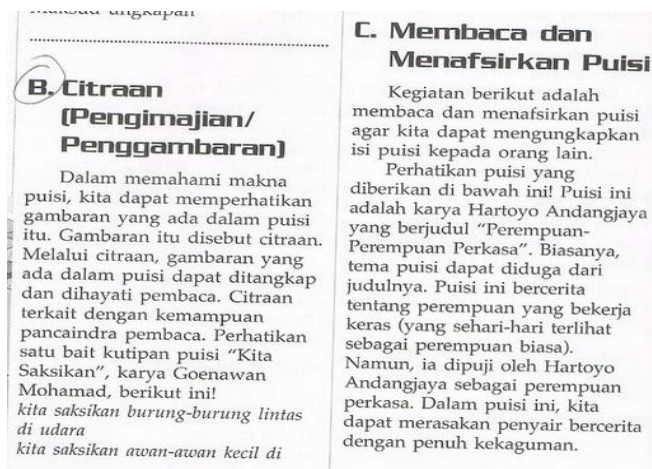 Maksud ungkapan
................................................
B. Citraan
(Pengimajian/
Penggambaran)
Dalam memahami makna
puisi, kita dapat memperhatikan
gambaran yang ada dalam puisi
itu. Gambaran itu disebut citraan.
Melalui citraan, gambaran yang
ada dalam puisi dapat ditangkap
dan dihayati pembaca. Citraan
terkait dengan kemampuan
pancaindra pembaca. Perhatikan
satu bait kutipan puisi “Kita
Saksikan”, karya Goenawan
Mohamad, berikut ini!
kita saksikan burung-burung lintas
di udara
kita saksikan awan-awan kecil di
C. Membaca dan
Menafsirkan Puisi
Kegiatan berikut adalah
membaca dan menafsirkan puisi
agar kita dapat mengungkapkan
isi puisi kepada orang lain.
Perhatikan puisi yang
diberikan di bawah ini! Puisi ini
adalah karya Hartoyo Andangjaya
yang berjudul “Perempuan-
Perempuan Perkasa”. Biasanya,
tema puisi dapat diduga dari
judulnya. Puisi ini bercerita
tentang perempuan yang bekerja
keras (yang sehari-hari terlihat
sebagai perempuan biasa).
Namun, ia dipuji oleh Hartoyo
Andangjaya sebagai perempuan
perkasa. Dalam puisi ini, kita
dapat merasakan penyair bercerita
dengan penuh kekaguman.